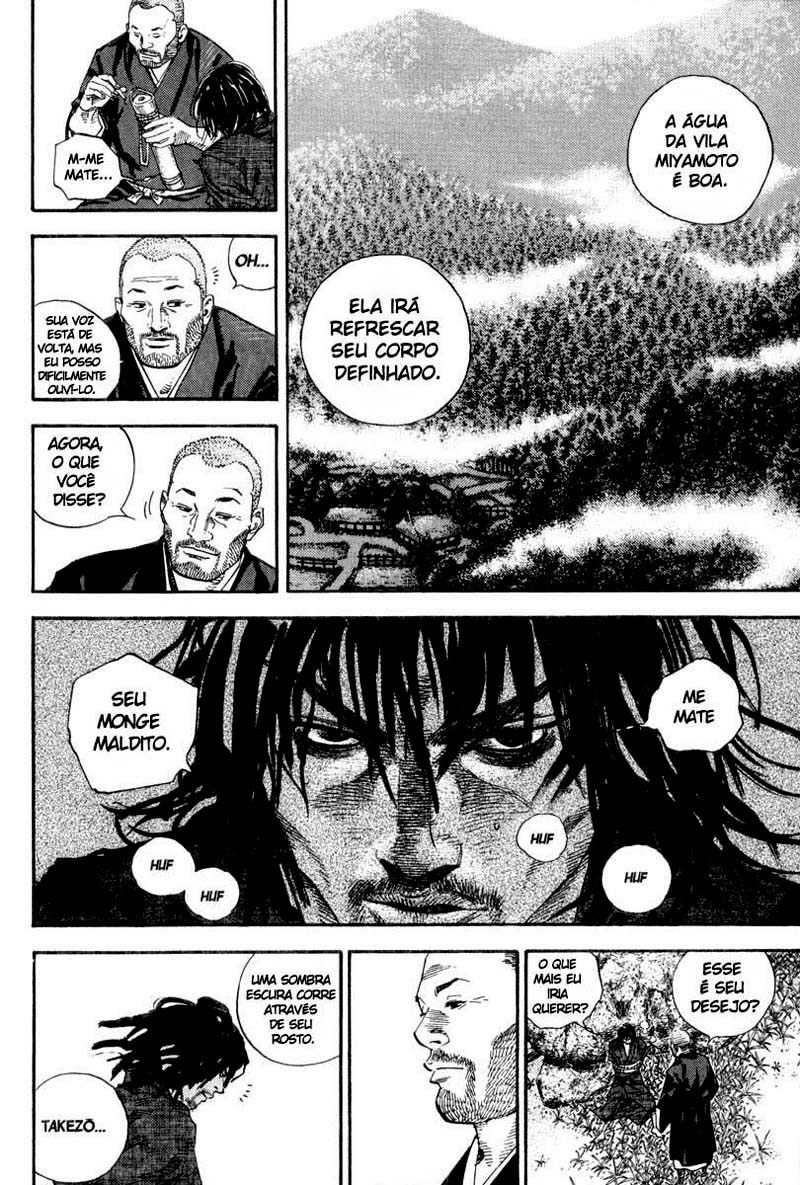 A ÁGUA
DA VILA
MIYAMOTO
É BOA.
ELA IRÁ
REFRESCAR
SEU CORPO
DEFINHADO.
M-ME
MATE...
OH...
SUA VOZ
ESTÁ DE
VOLTA, MAS
EU POSSO
DIFICILMENTE
OUVÍ-LO.
AGORA,
O QUE
VOCÊ
DISSE?
ME
MATE
SEU
MONGE
MALDITO.
HUF
HUF
HUF
HUF
ESSE
É SEU
DESEJO?
O QUE
MAIS EU
IRIA
QUERER?
UMA SOMBRA
ESCURA CORRE
ATRAVÉS
DE SEU
ROSTO.
TAKEZŌ...